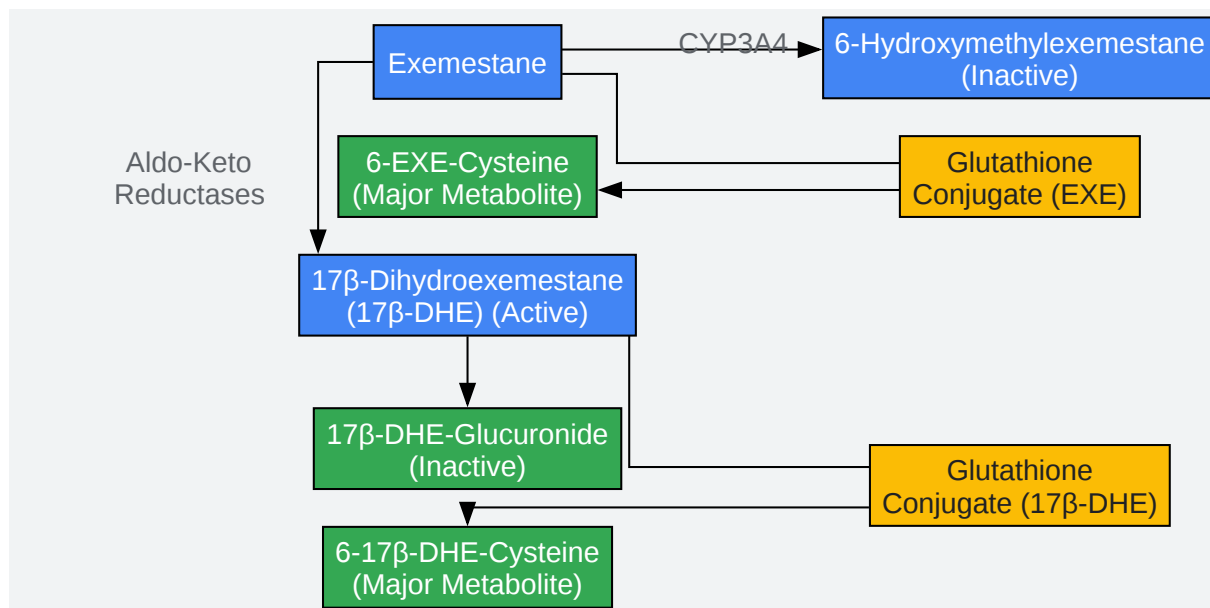 Exemestane
CYP3A4
6-Hydroxymethylexemestane
(Inactive)
Aldo-Keto
Reductases
6-EXE-Cysteine
(Major Metabolite)
Glutathione
Conjugate (EXE)
17β-Dihydroexemestane
(17β-DHE) (Active)
17β-DHE-Glucuronide
(Inactive)
Glutathione
Conjugate (17β-DHE)
6-17β-DHE-Cysteine
(Major Metabolite)